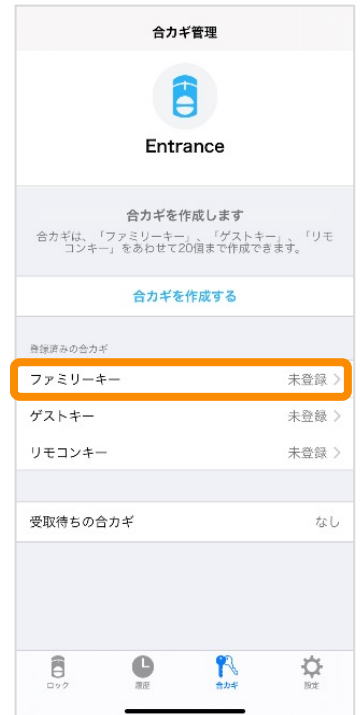 合カギ管理
Entrance
合カギを作成します
合カギは、「ファミリーキー」、「ゲストキー」、「リモ
コンキー」をあわせて20個まで作成できます。
合カギを作成する
登録済みの合カギ
ファミリーキー 未登録
ゲストキー 未登録
リモコンキー 未登録
受取待ちの合カギ なし
ロック 履歴 合カギ 設定